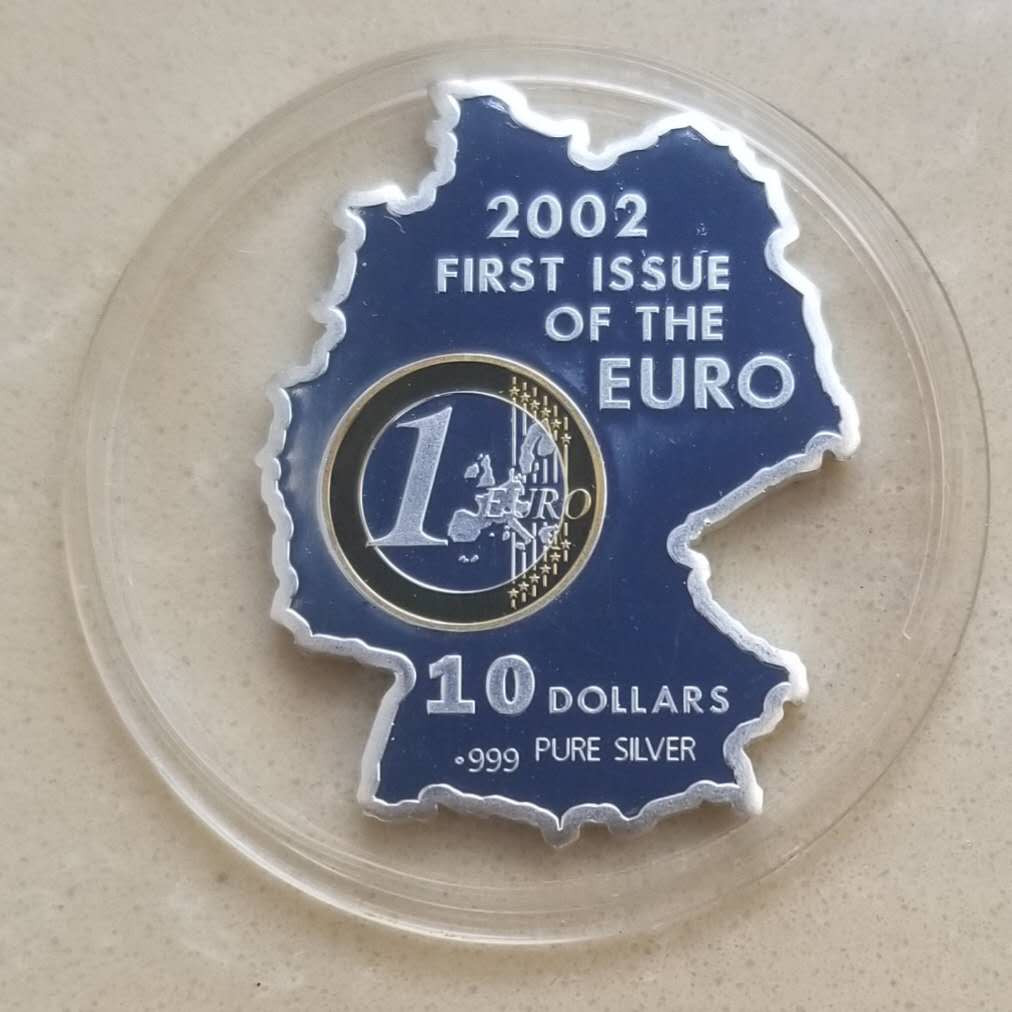 2002
FIRST ISSUE
OF THE
EURO
1
EURO
10 DOLLARS
.999 PURE SILVER